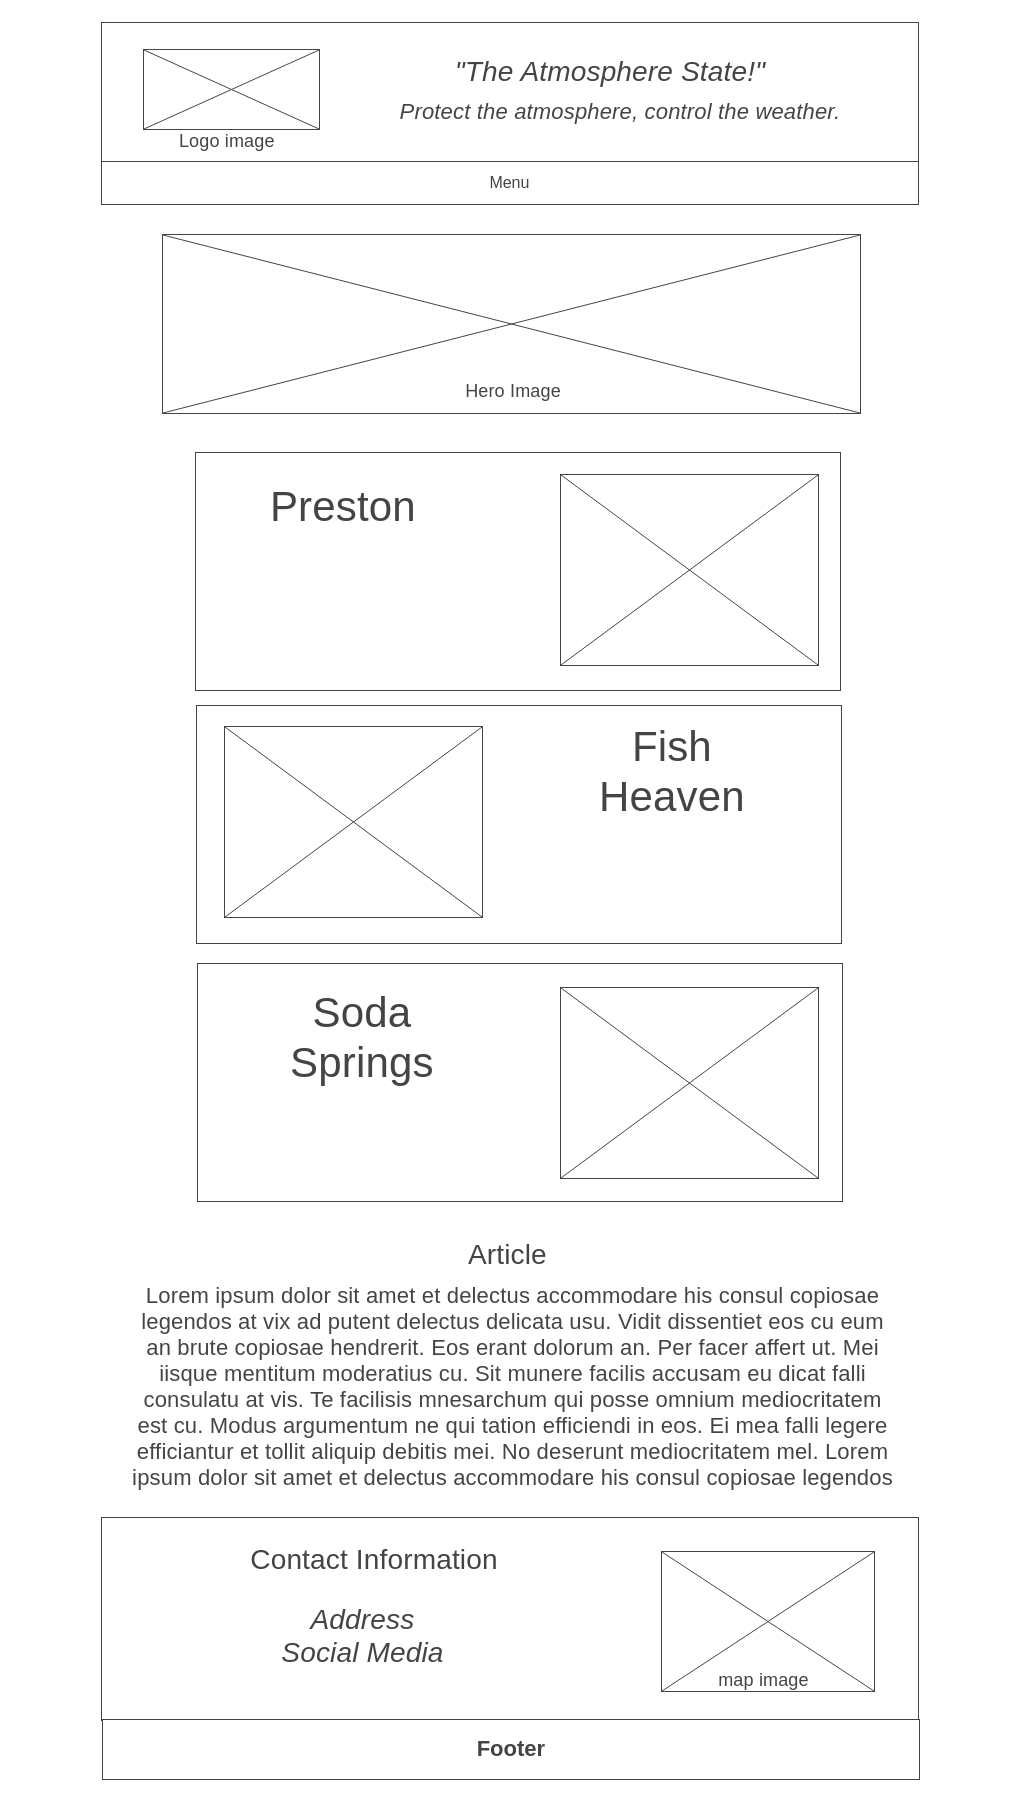 "The Atmosphere State!"
Protect the atmosphere, control the weather.
Logo image
Menu
Hero Image
Preston
Fish
Heaven
Soda
Springs
Article
Lorem ipsum dolor sit amet et delectus accommodare his consul copiosae
legendos at vix ad putent delectus delicata usu. Vidit dissentiet eos cu eum
an brute copiosae hendrerit. Eos erant dolorum an. Per facer affert ut. Mei
iisque mentitum moderatius cu. Sit munere facilis accusam eu dicat falli
consulatu at vis. Te facilisis mnesarchum qui posse omnium mediocritatem
est cu. Modus argumentum ne qui tation efficiendi in eos. Ei mea falli legere
efficiantur et tollit aliquip debitis mei. No deserunt mediocritatem mel. Lorem
ipsum dolor sit amet et delectus accommodare his consul copiosae legendos
Contact Information
Address
Social Media
map image
Footer